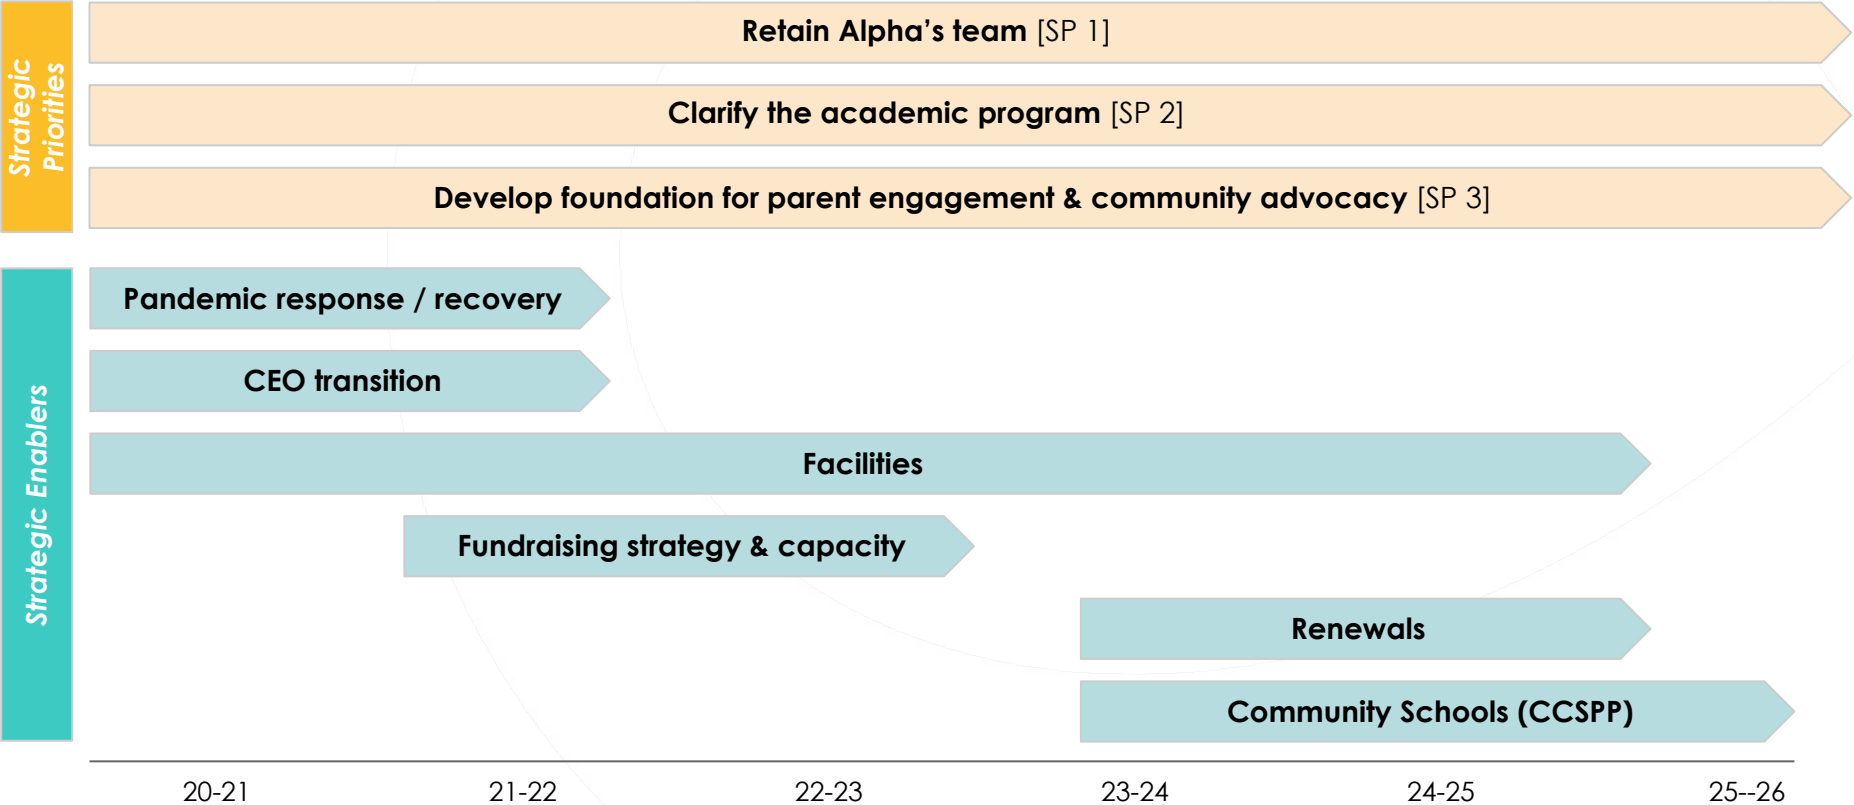 Strategic
Priorities
Retain Alpha’s team [SP 1]
Clarify the academic program [SP 2]
Develop foundation for parent engagement & community advocacy [SP 3]
Strategic Enablers
Pandemic response / recovery
CEO transition
Facilities
Fundraising strategy & capacity
Renewals
Community Schools (CCSPP)
20-21 21-22 22-23 23-24 24-25 25--26